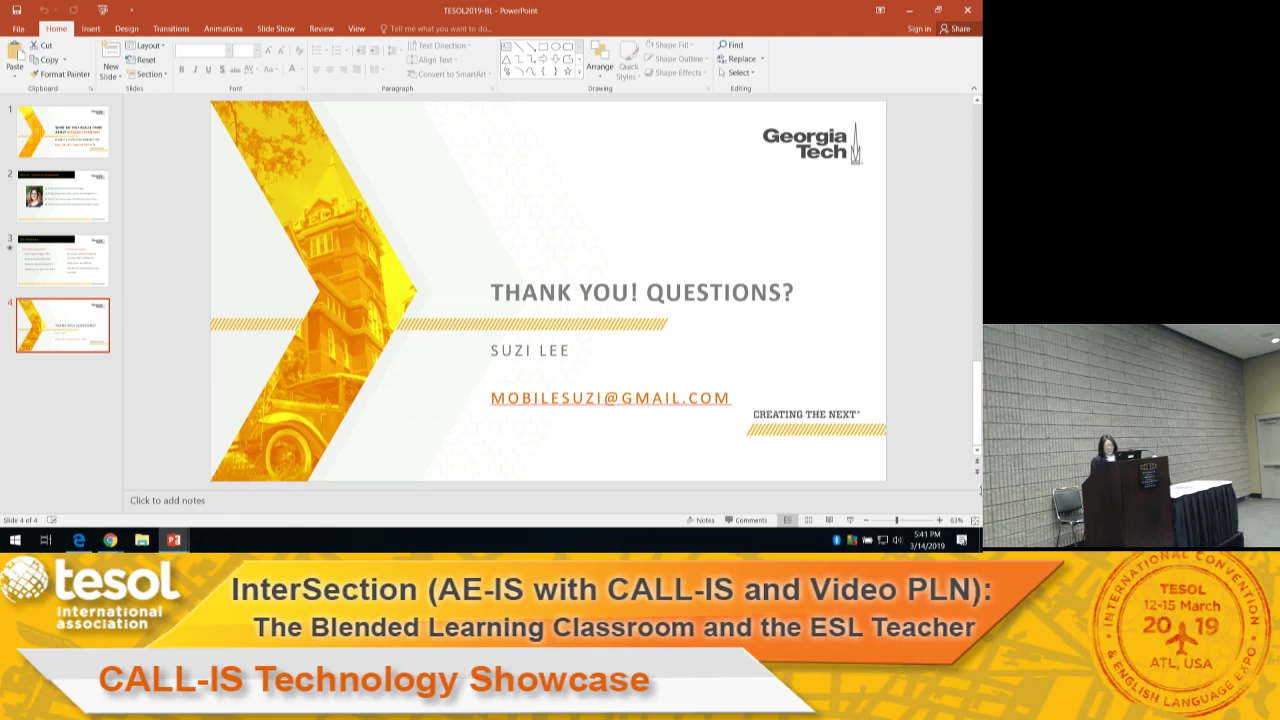 TESOL2019-BL - PowerPoint
File
Home
Insert
Design
Transitions
Animations
Slide Show
Review
View
Tell me what you want to do...
Sign in
Share
Paste
Cut
Copy
Format Painter
Clipboard
New
Slide
Layout
Reset
Section
Slides
Font
Text Direction
Align Text
Convert to SmartArt
Paragraph
Arrange
Quick
Styles
Shape Fill
Shape Outline
Shape Effects
Drawing
Find
Replace
Select
Editing
1
2
3
4
Georgia
Tech
THANK YOU! QUESTIONS?
SUZI LEE
MOBILESUZI@GMAIL.COM
CREATING THE NEXT®
Click to add notes
Slide 4 of 4
Notes
Comments
83%
5:41 PM
3/14/2019
tesol
international
association
InterSection (AE-IS with CALL-IS and Video PLN):
The Blended Learning Classroom and the ESL Teacher
CALL-IS Technology Showcase
INTERNATIONAL CONVENTION
TESOL
12-15 March
2019
ATL, USA
& ENGLISH LANGUAGE EXPO